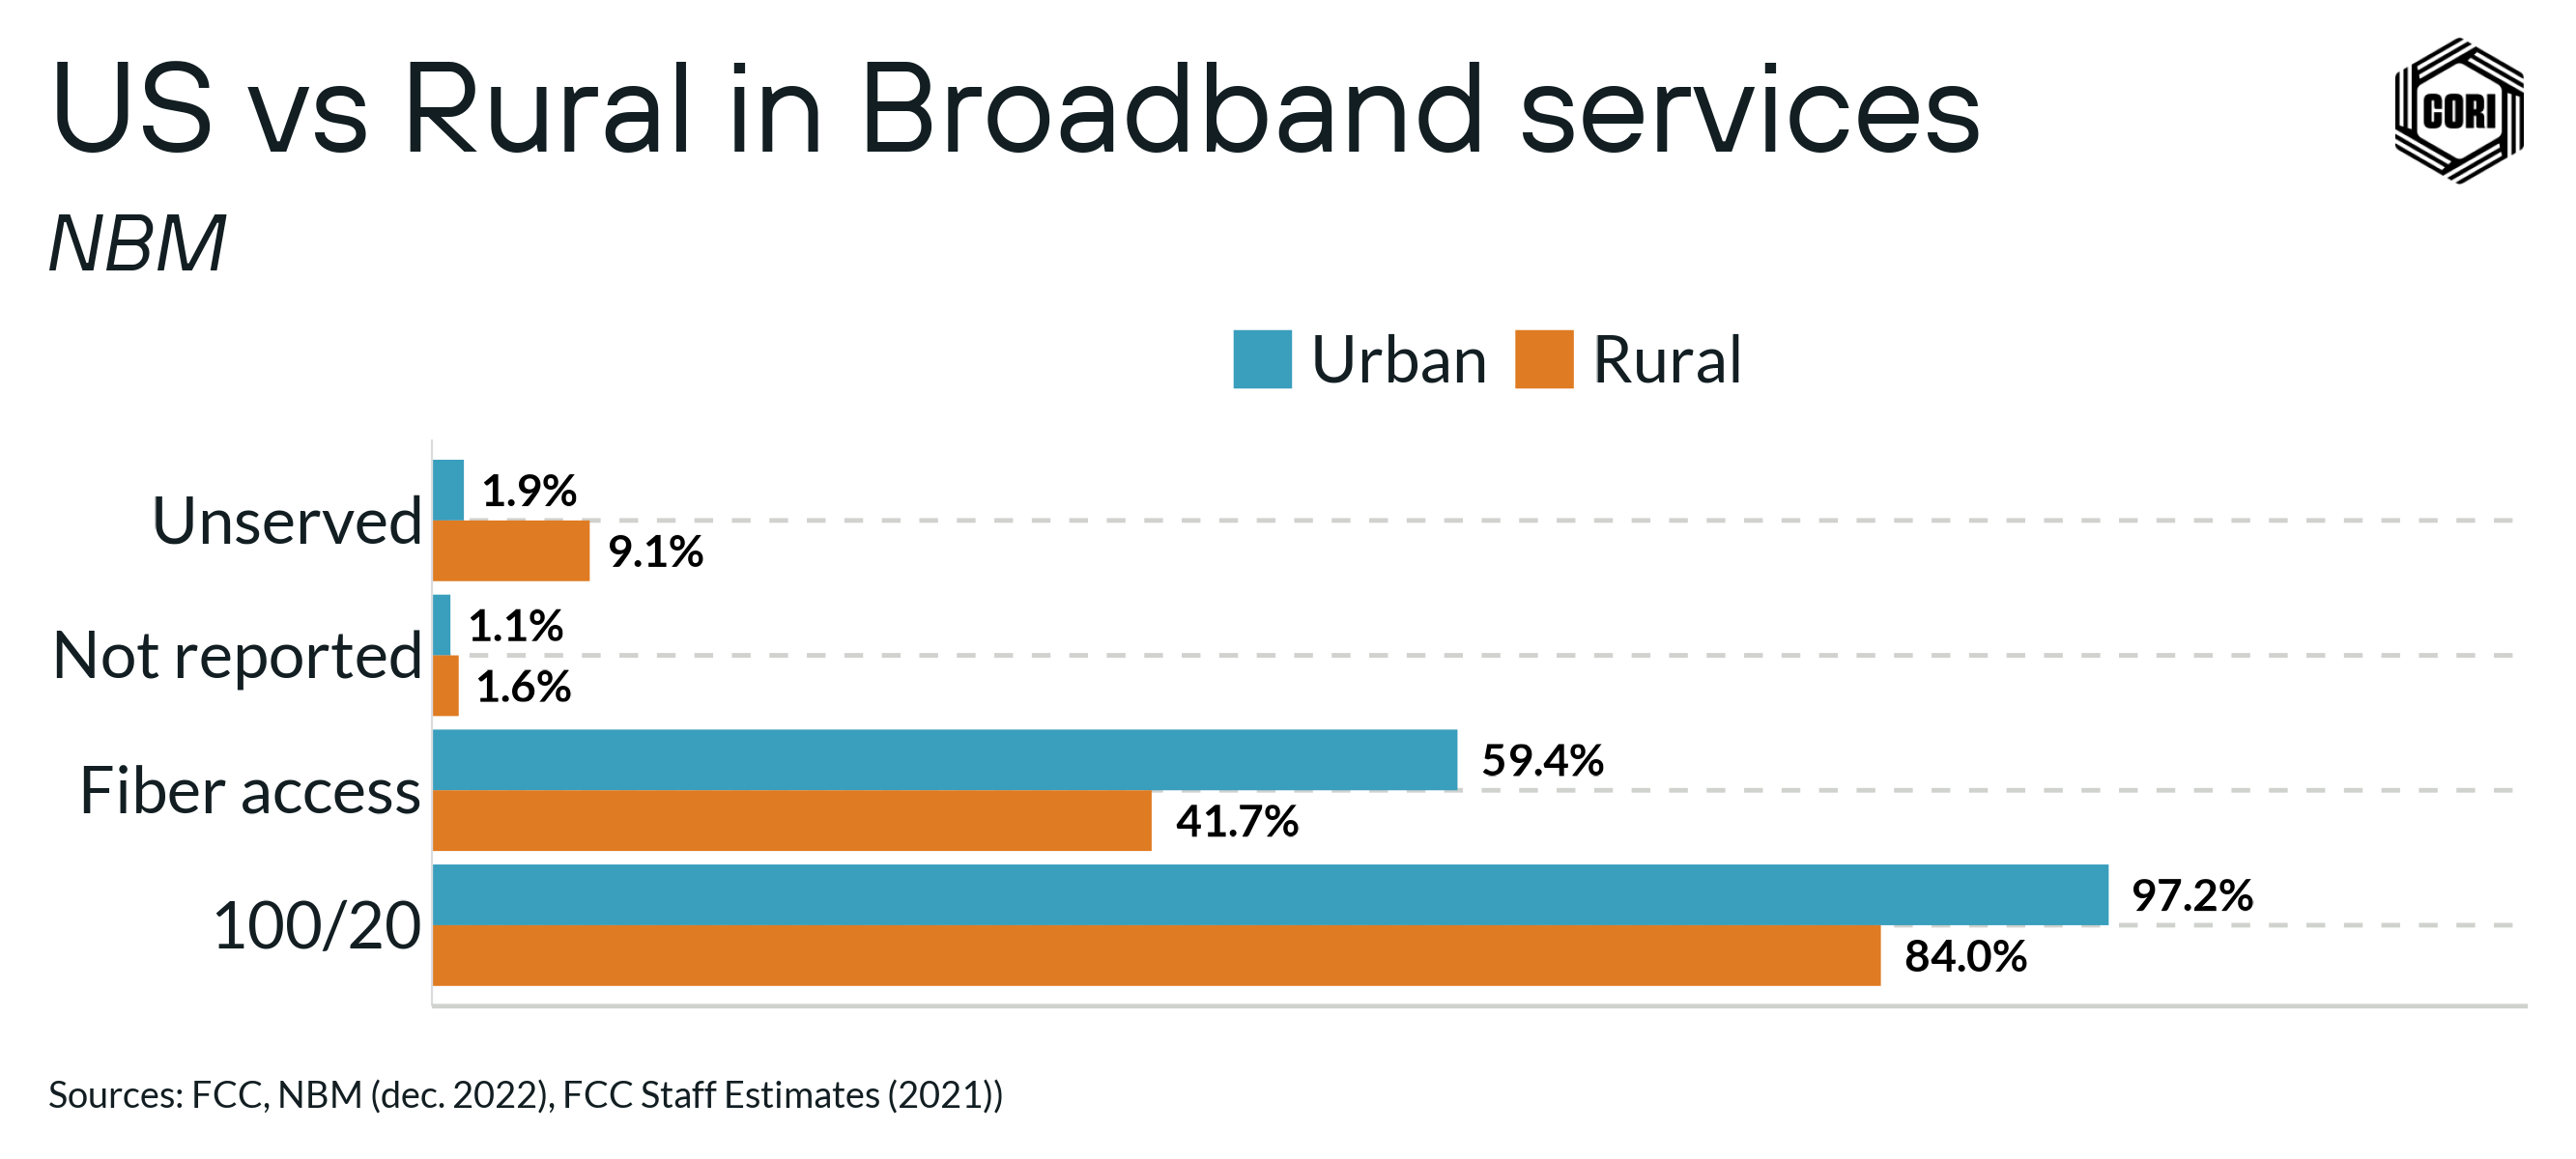 US vs Rural in Broadband services
CORI
NBM
Urban
Rural
Unserved
1.9%
9.1%
Not reported
1.1%
1.6%
Fiber access
59.4%
41.7%
100/20
97.2%
84.0%
Sources: FCC, NBM (dec. 2022), FCC Staff Estimates (2021))